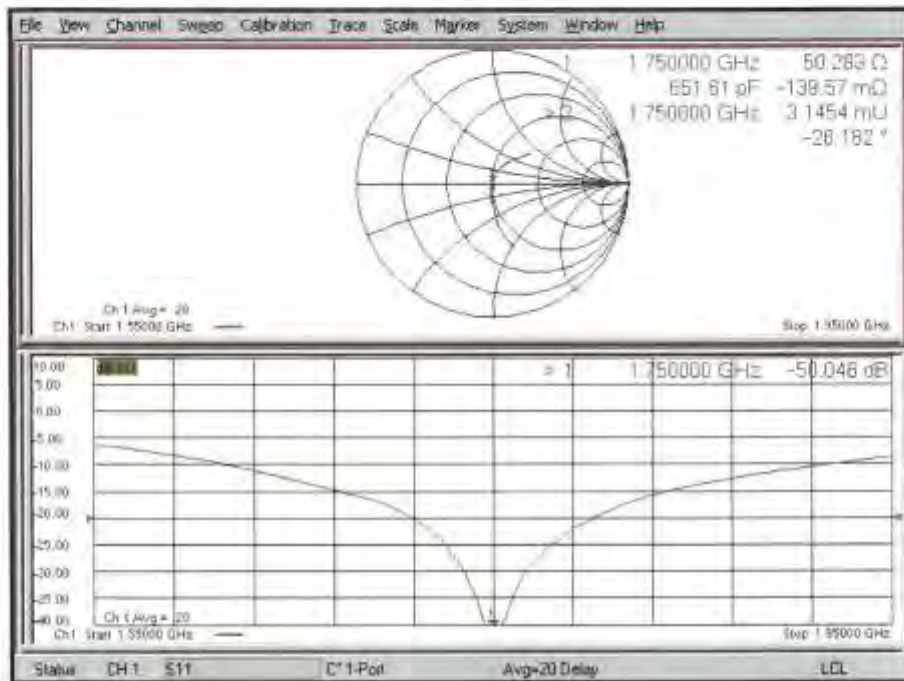 File View Channel Sweep Calibration Trace Scale Marker System Window Help
1 1.750000 GHz 50.283 Ω
651.61 pF -139.57 mΩ
> 2 1.750000 GHz 3.1454 mU
-26.182 °
Ch 1 Avg = 20
Ch1 Start 1.55000 GHz
Stop 1.95000 GHz
10.00
5.00
0.00
-5.00
-10.00
-15.00
-20.00
-25.00
-30.00
-35.00
-40.00
> 1 1.750000 GHz -50.046 dB
1
Ch 1 Avg = 20
Ch1 Start 1.55000 GHz
Stop 1.95000 GHz
Status CH 1 S11 C* 1-Port Avg=20 Delay LCL